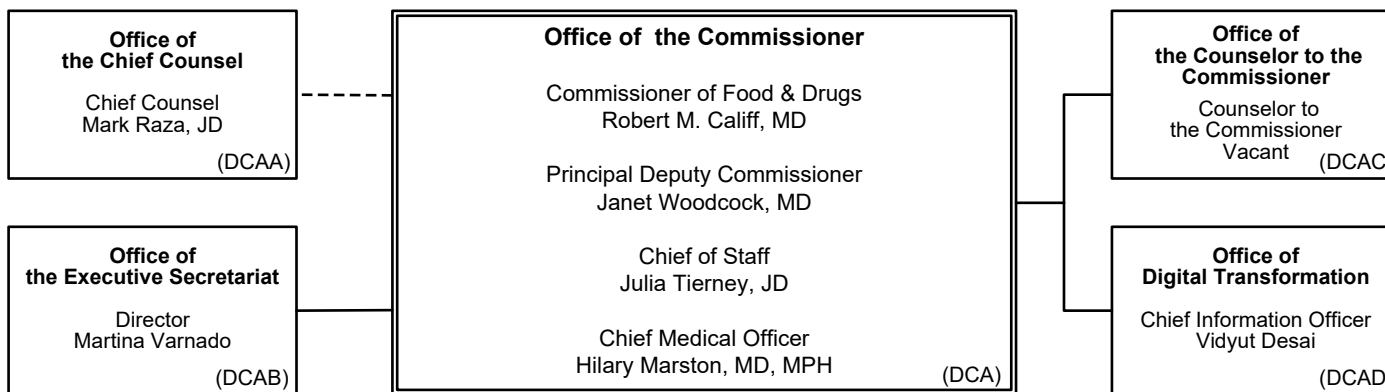 Office of
the Chief Counsel
Chief Counsel
Mark Raza, JD
(DCAA)
Office of the Commissioner
Commissioner of Food & Drugs
Robert M. Califf, MD
Principal Deputy Commissioner
Janet Woodcock, MD
Chief of Staff
Julia Tierney, JD
Chief Medical Officer
Hilary Marston, MD, MPH
(DCA)
Office of
the Counselor to the
Commissioner
Counselor to
the Commissioner
Vacant
(DCAC
Office of
the Executive Secretariat
Director
Martina Varnado
(DCAB)
Office of
Digital Transformation
Chief Information Officer
Vidyut Desai
(DCAD